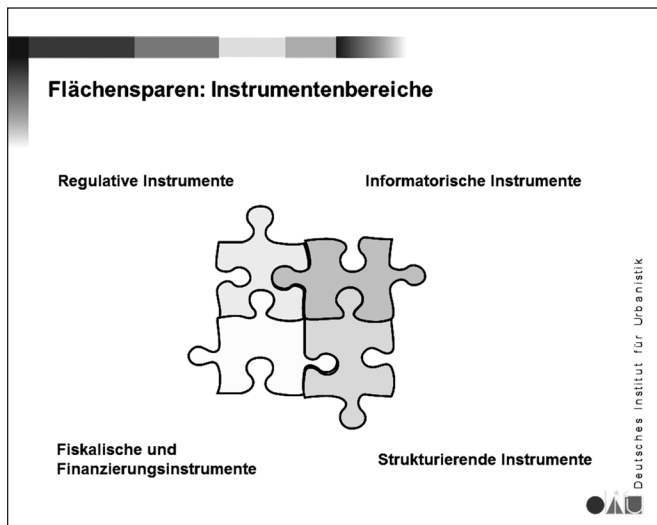 Flächensparen: Instrumentenbereiche
Regulative Instrumente
Informatorische Instrumente
Fiskalische und
Finanzierungsinstrumente
Strukturierende Instrumente
Deutsches Institut für Urbanistik